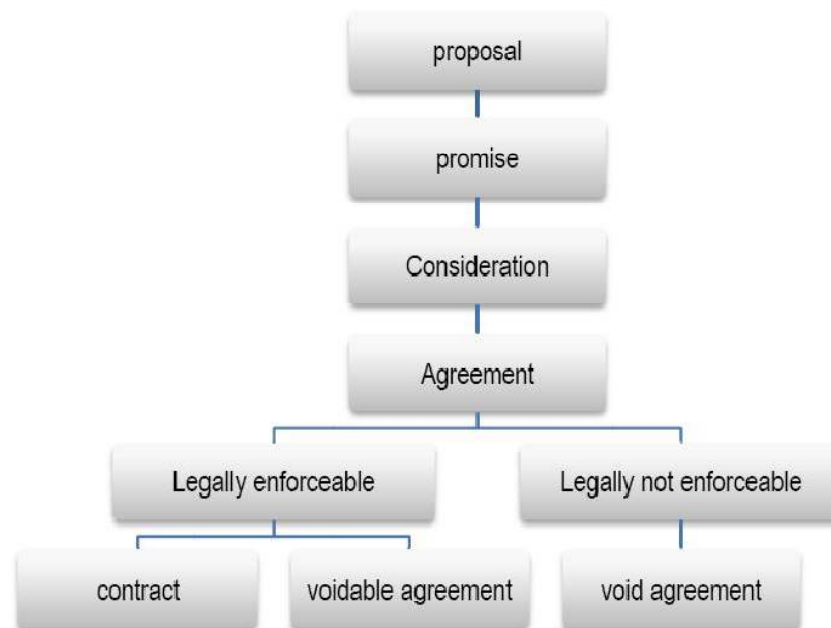 proposal
promise
Consideration
Agreement
Legally enforceable
Legally not enforceable
contract
voidable agreement
void agreement